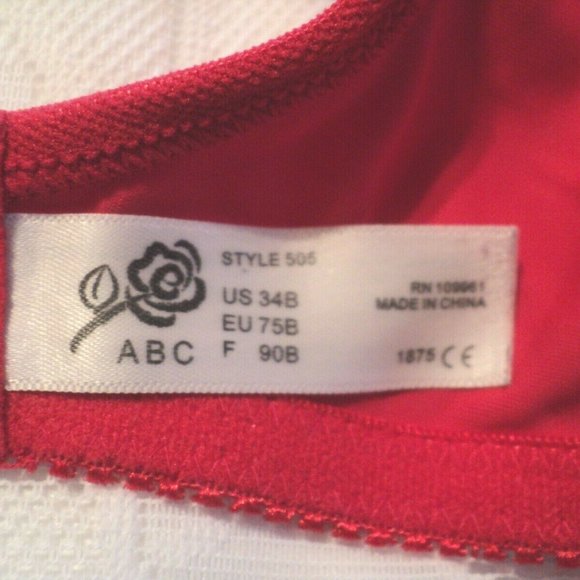 ABC
STYLE 505
US 34B
EU 75B
F 90B
RN 109961
MADE IN CHINA
1875 CE